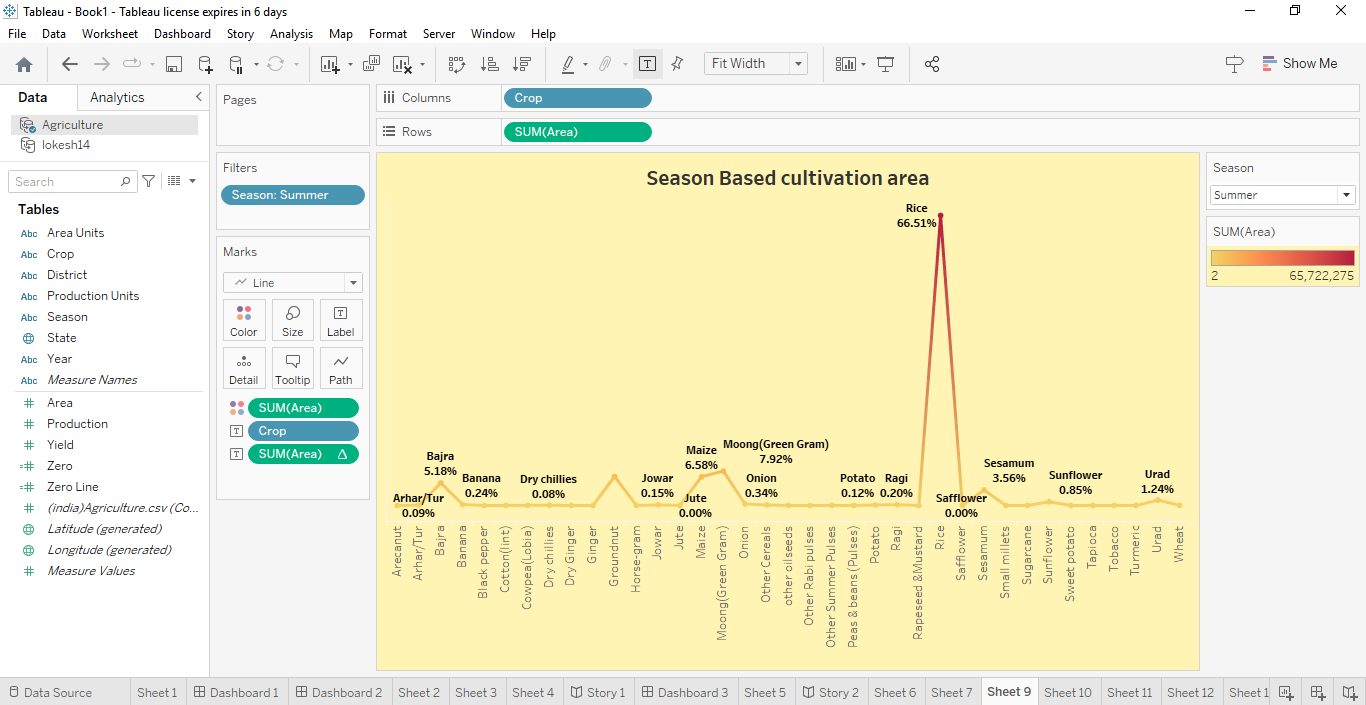 Tableau - Book1 - Tableau license expires in 6 days
File Data Worksheet Dashboard Story Analysis Map Format Server Window Help
Fit Width
Show Me
Data Analytics
Agriculture
lokesh14
Search
Tables
Abc Area Units
Abc Crop
Abc District
Abc Production Units
Abc Season
State
Abc Year
Abc Measure Names
# Area
# Production
# Yield
=# Zero
=# Zero Line
# (india)Agriculture.csv (Co...
Latitude (generated)
Longitude (generated)
# Measure Values
Pages
Filters
Season: Summer
Marks
Line
Color Size Label
Detail Tooltip Path
SUM(Area)
Crop
SUM(Area) Δ
Columns Crop
Rows SUM(Area)
Season Based cultivation area
Rice
66.51%
Bajra
5.18%
Arhar/Tur
0.09%
Banana
0.24%
Dry chillies
0.08%
Jowar
0.15%
Jute
0.00%
Maize
6.58%
Moong(Green Gram)
7.92%
Onion
0.34%
Potato
0.12%
Ragi
0.20%
Safflower
0.00%
Sesamum
3.56%
Sunflower
0.85%
Urad
1.24%
Arecanut
Arhar/Tur
Bajra
Banana
Black pepper
Cotton(lint)
Cowpea(Lobia)
Dry chillies
Dry Ginger
Ginger
Groundnut
Horse-gram
Jowar
Jute
Maize
Moong(Green Gram)
Onion
Other Cereals
other oilseeds
Other Rabi pulses
Other Summer Pulses
Peas & beans (Pulses)
Potato
Ragi
Rapeseed &Mustard
Rice
Safflower
Sesamum
Small millets
Sugarcane
Sunflower
Sweet potato
Tapioca
Tobacco
Turmeric
Urad
Wheat
Season
Summer
SUM(Area)
2 65,722,275
Data Source Sheet 1 Dashboard 1 Dashboard 2 Sheet 2 Sheet 3 Sheet 4 Story 1 Dashboard 3 Sheet 5 Story 2 Sheet 6 Sheet 7 Sheet 9 Sheet 10 Sheet 11 Sheet 12 Sheet 1